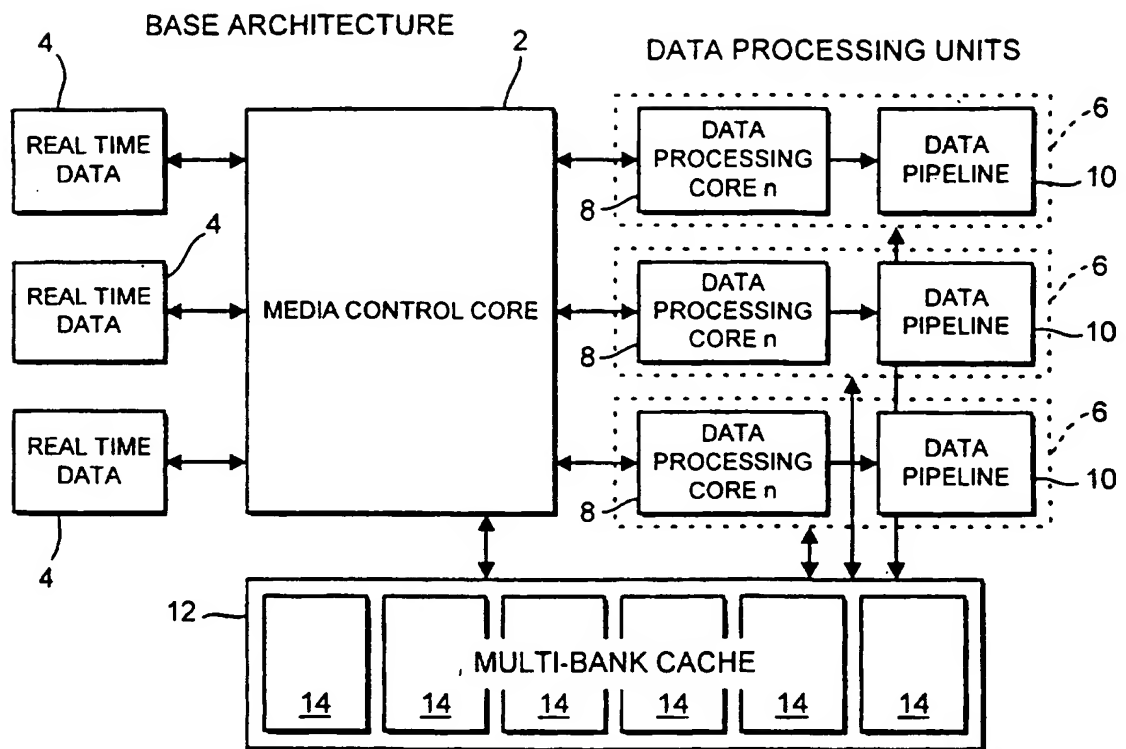 BASE ARCHITECTURE
DATA PROCESSING UNITS
4
2
REAL TIME
DATA
MEDIA CONTROL CORE
DATA
PROCESSING
CORE n
DATA
PIPELINE
6
8
10
4
REAL TIME
DATA
DATA
PROCESSING
CORE n
DATA
PIPELINE
6
8
10
REAL TIME
DATA
4
DATA
PROCESSING
CORE n
DATA
PIPELINE
6
8
10
12
MULTI-BANK CACHE
14
14
14
14
14
14